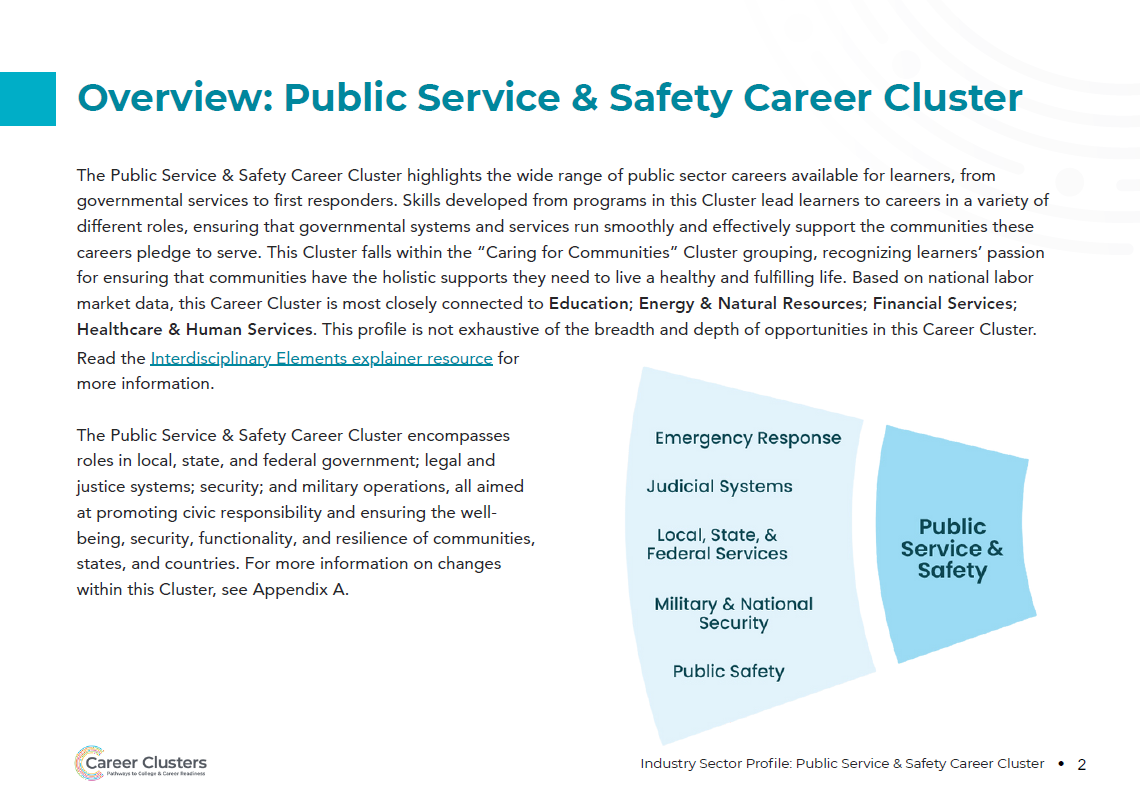 Overview: Public Service & Safety Career Cluster
The Public Service & Safety Career Cluster highlights the wide range of public sector careers available for learners, from
governmental services to first responders. Skills developed from programs in this Cluster lead learners to careers in a variety of
different roles, ensuring that governmental systems and services run smoothly and effectively support the communities these
careers pledge to serve. This Cluster falls within the “Caring for Communities” Cluster grouping, recognizing learners’ passion
for ensuring that communities have the holistic supports they need to live a healthy and fulfilling life. Based on national labor
market data, this Career Cluster is most closely connected to Education; Energy & Natural Resources; Financial Services;
Healthcare & Human Services. This profile is not exhaustive of the breadth and depth of opportunities in this Career Cluster.
Read the Interdisciplinary Elements explainer resource for
more information.
The Public Service & Safety Career Cluster encompasses
roles in local, state, and federal government; legal and
justice systems; security; and military operations, all aimed
at promoting civic responsibility and ensuring the well-
being, security, functionality, and resilience of communities,
states, and countries. For more information on changes
within this Cluster, see Appendix A.
Emergency Response
Judicial Systems
Local, State, &
Federal Services
Military & National
Security
Public Safety
Public
Service &
Safety
Career Clusters
Pathways to College & Career Readiness
Industry Sector Profile: Public Service & Safety Career Cluster • 2